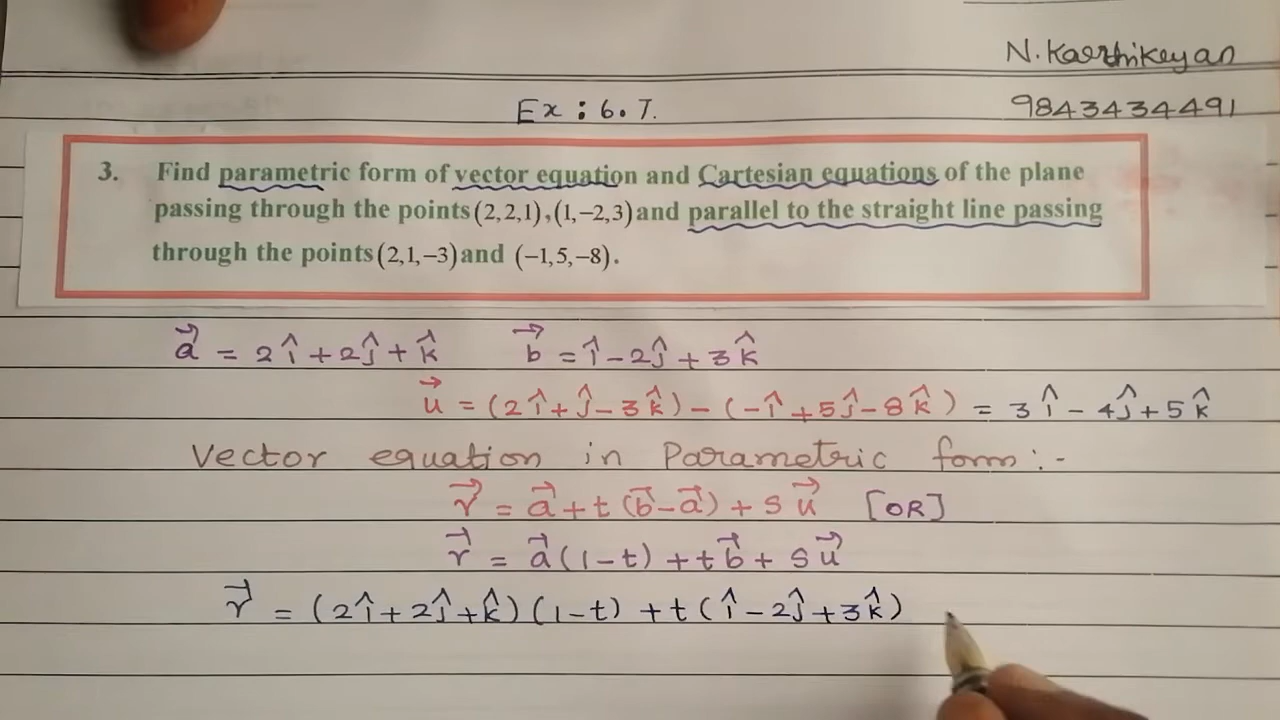 N. Karthikeyan
Ex : 6.7.
9843434491
3. Find parametric form of vector equation and Cartesian equations of the plane
passing through the points (2,2,1), (1,−2,3) and parallel to the straight line passing
through the points (2,1,−3) and (−1,5,−8).
a⃗ = 2î + 2ĵ + k̂ b⃗ = î − 2ĵ + 3k̂
u⃗ = (2î + ĵ − 3k̂) − (−î + 5ĵ − 8k̂) = 3î − 4ĵ + 5k̂
Vector equation in Parametric form :-
r⃗ = a⃗ + t(b⃗ − a⃗) + s u⃗ [OR]
r⃗ = a⃗(1−t) + t b⃗ + s u⃗
r⃗ = (2î + 2ĵ + k̂)(1−t) + t(î − 2ĵ + 3k̂)